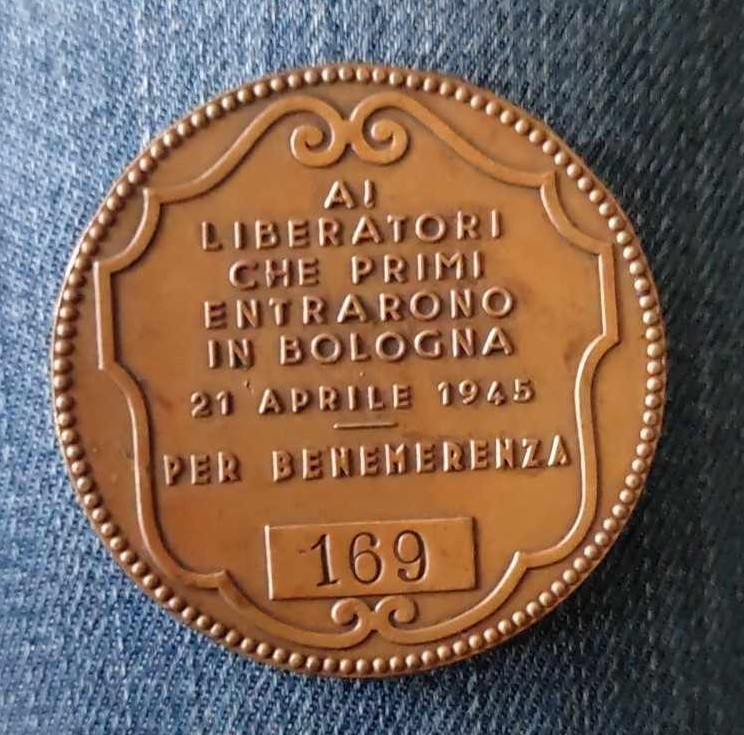 AI
LIBERATORI
CHE PRIMI
ENTRARONO
IN BOLOGNA
21 APRILE 1945
PER BENEMERENZA
169